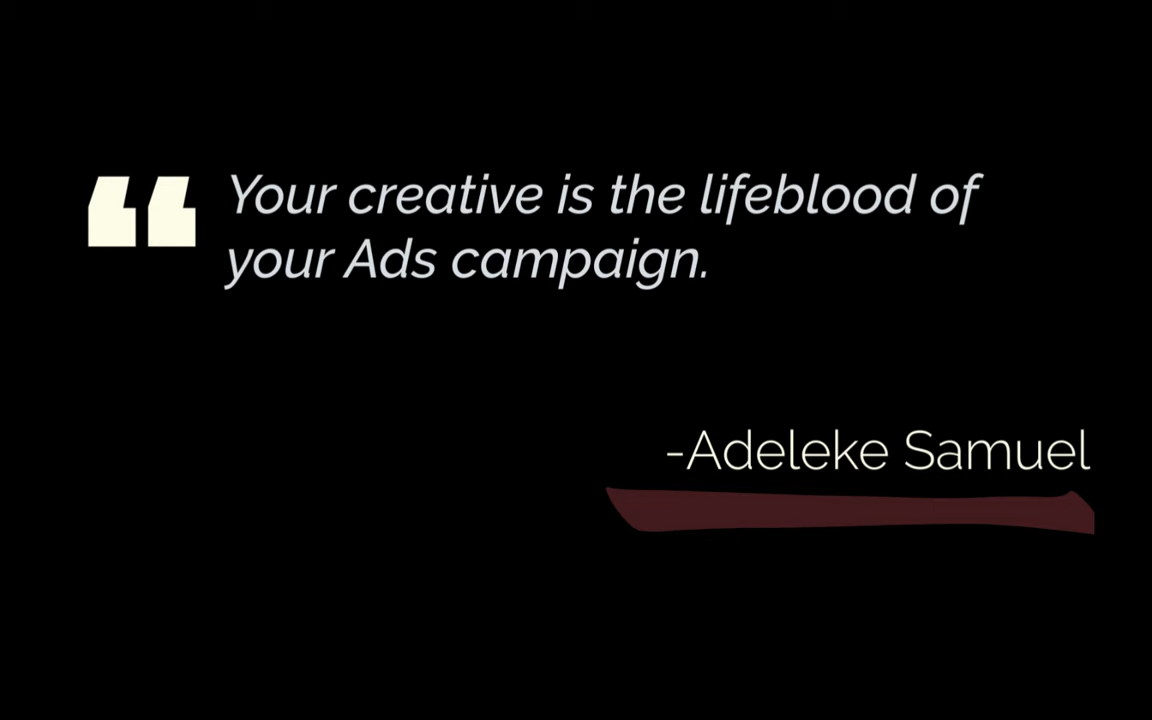 “ Your creative is the lifeblood of
your Ads campaign.
-Adeleke Samuel